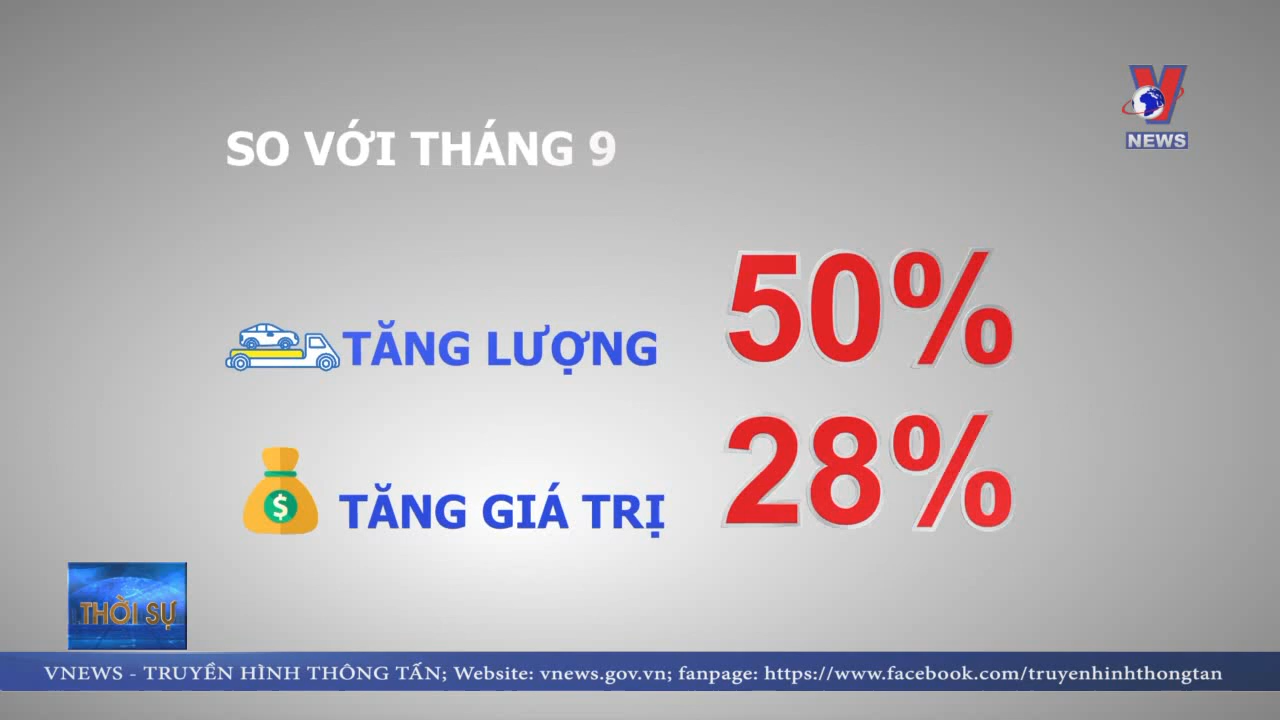 V
NEWS
SO VỚI THÁNG 9
TĂNG LƯỢNG 50%
$ TĂNG GIÁ TRỊ 28%
THỜI SỰ
VNEWS - TRUYỀN HÌNH THÔNG TẤN; Website: vnews.gov.vn; fanpage: https://www.facebook.com/truyenhinhthongtan